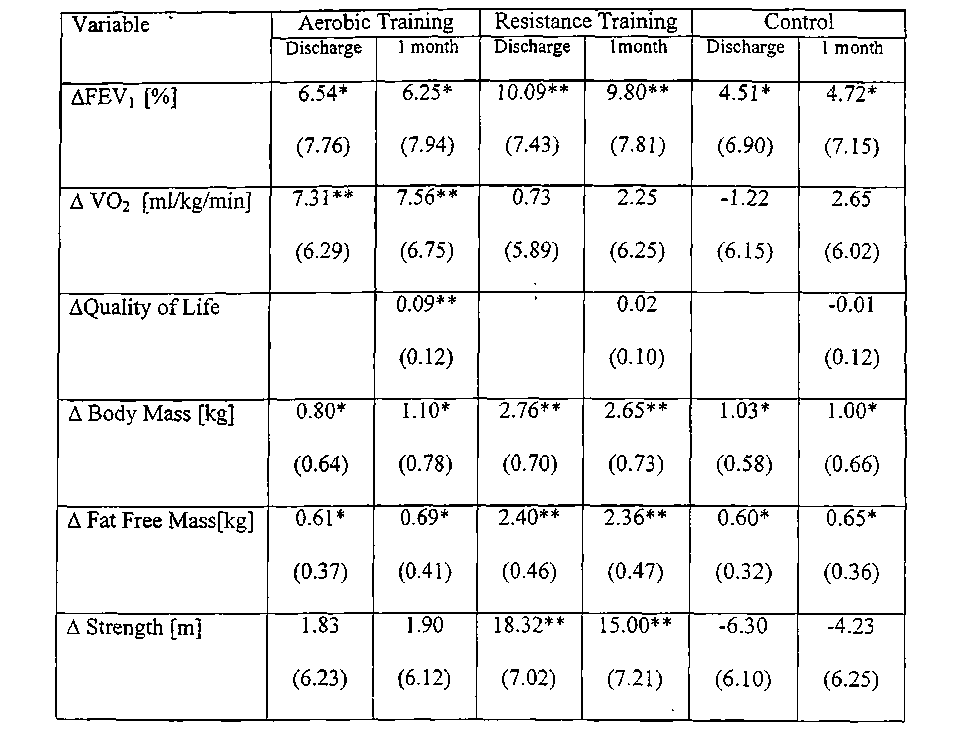 Variable Aerobic Training Resistance Training Control
Discharge 1 month Discharge 1month Discharge 1 month
ΔFEV₁ [%] 6.54* 6.25* 10.09** 9.80** 4.51* 4.72*
(7.76) (7.94) (7.43) (7.81) (6.90) (7.15)
Δ VO₂ [ml/kg/min] 7.31** 7.56** 0.73 2.25 -1.22 2.65
(6.29) (6.75) (5.89) (6.25) (6.15) (6.02)
ΔQuality of Life 0.09** 0.02 -0.01
(0.12) (0.10) (0.12)
Δ Body Mass [kg] 0.80* 1.10* 2.76** 2.65** 1.03* 1.00*
(0.64) (0.78) (0.70) (0.73) (0.58) (0.66)
Δ Fat Free Mass[kg] 0.61* 0.69* 2.40** 2.36** 0.60* 0.65*
(0.37) (0.41) (0.46) (0.47) (0.32) (0.36)
Δ Strength [m] 1.83 1.90 18.32** 15.00** -6.30 -4.23
(6.23) (6.12) (7.02) (7.21) (6.10) (6.25)